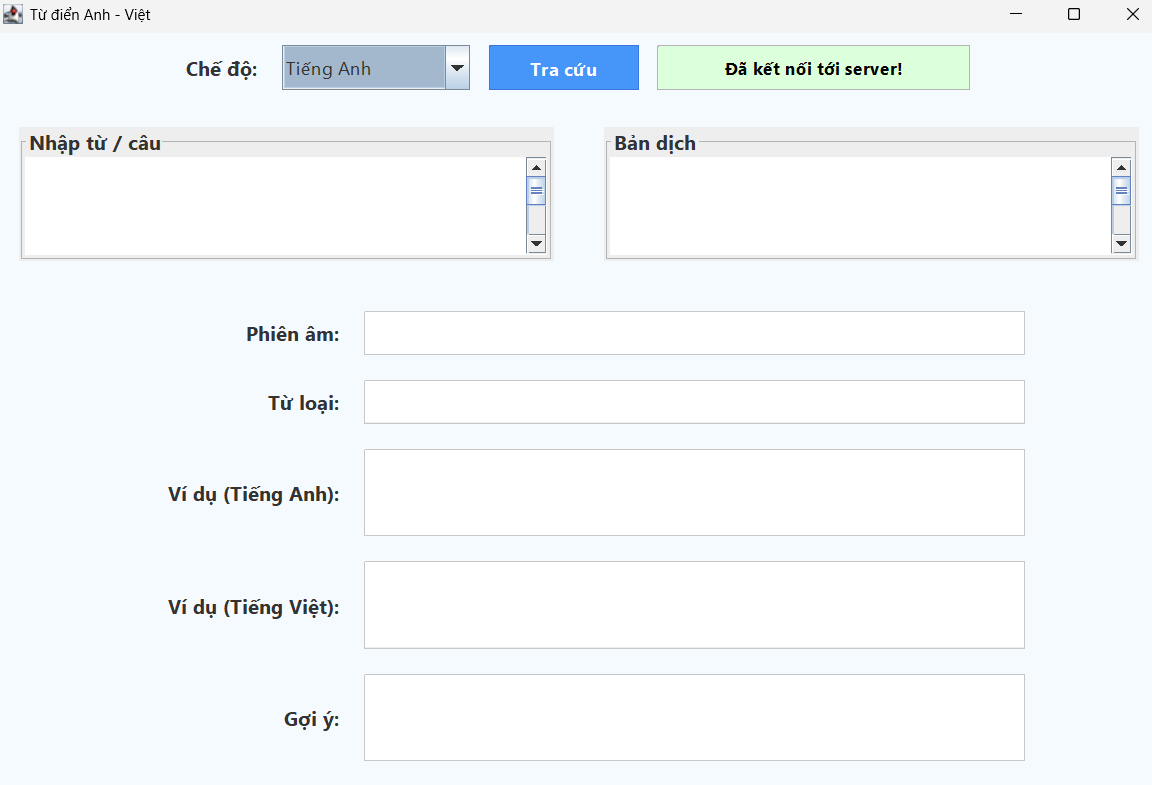 Từ điển Anh - Việt
Chế độ: Tiếng Anh Tra cứu Đã kết nối tới server!
Nhập từ / câu
Bản dịch
Phiên âm:
Từ loại:
Ví dụ (Tiếng Anh):
Ví dụ (Tiếng Việt):
Gợi ý: